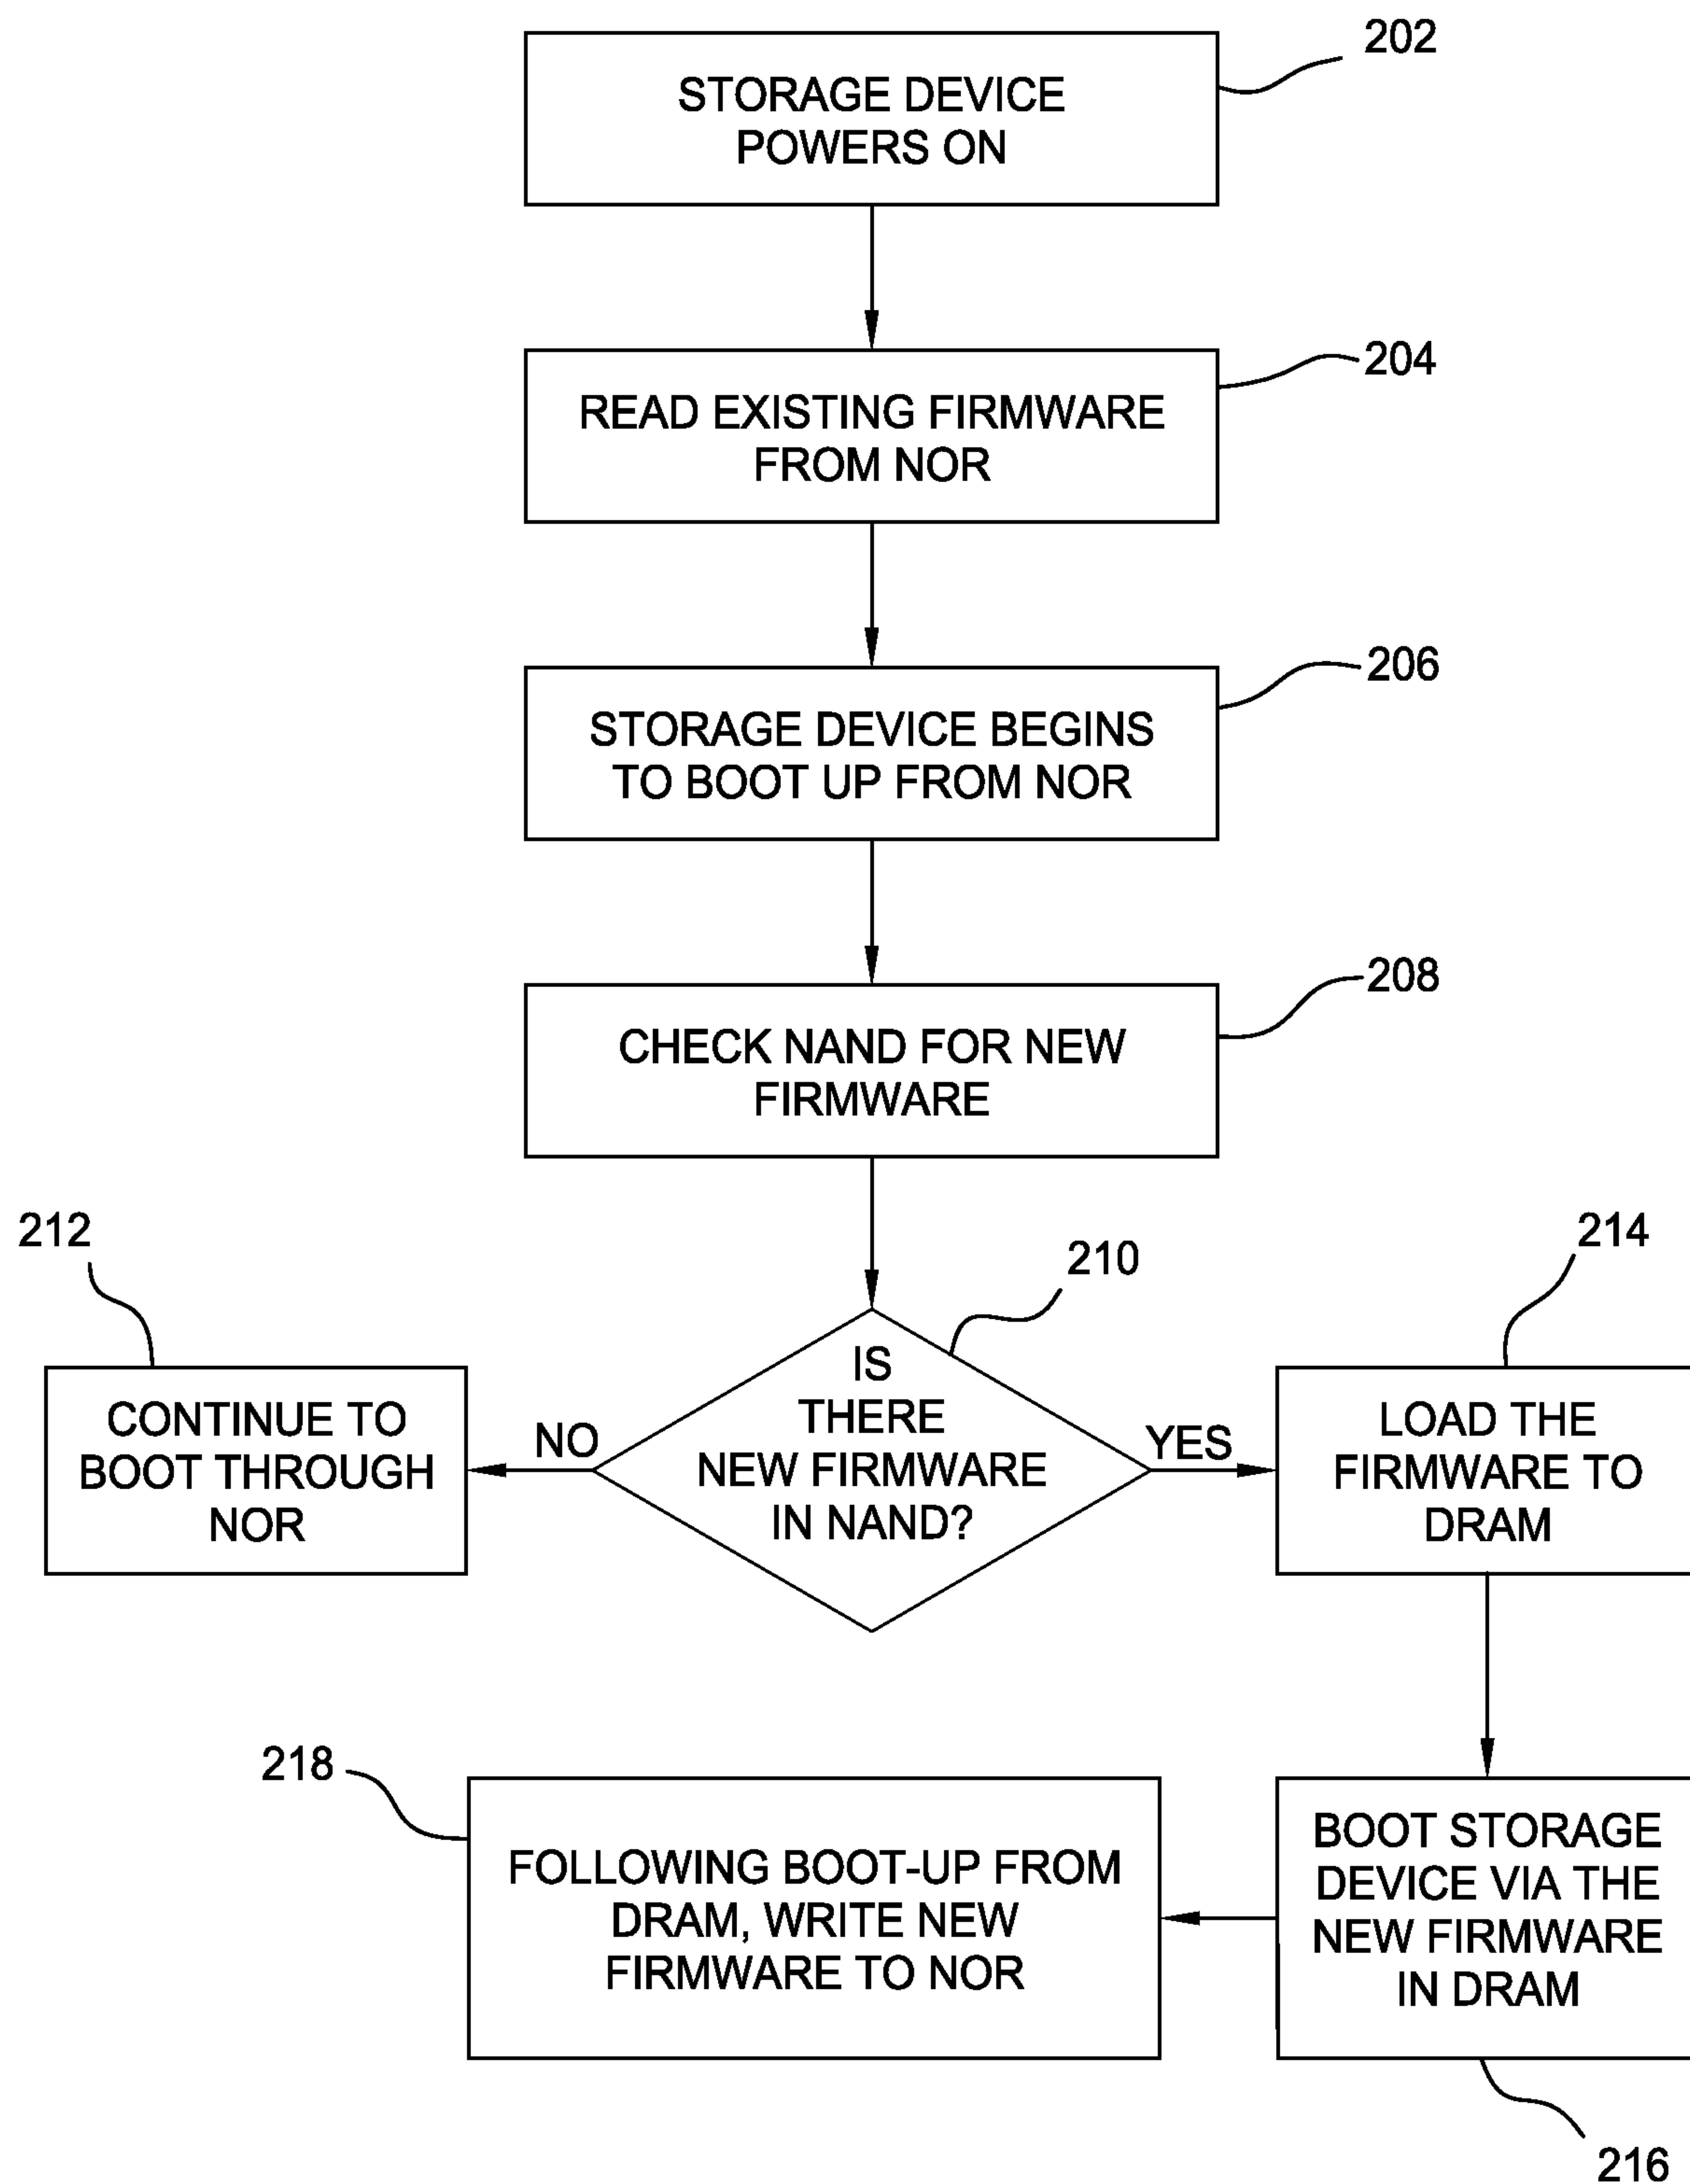 202
STORAGE DEVICE
POWERS ON
204
READ EXISTING FIRMWARE
FROM NOR
206
STORAGE DEVICE BEGINS
TO BOOT UP FROM NOR
208
CHECK NAND FOR NEW
FIRMWARE
212
210
214
CONTINUE TO
BOOT THROUGH
NOR
NO
IS
THERE
NEW FIRMWARE
IN NAND?
YES
LOAD THE
FIRMWARE TO
DRAM
218
FOLLOWING BOOT-UP FROM
DRAM, WRITE NEW
FIRMWARE TO NOR
BOOT STORAGE
DEVICE VIA THE
NEW FIRMWARE
IN DRAM
216